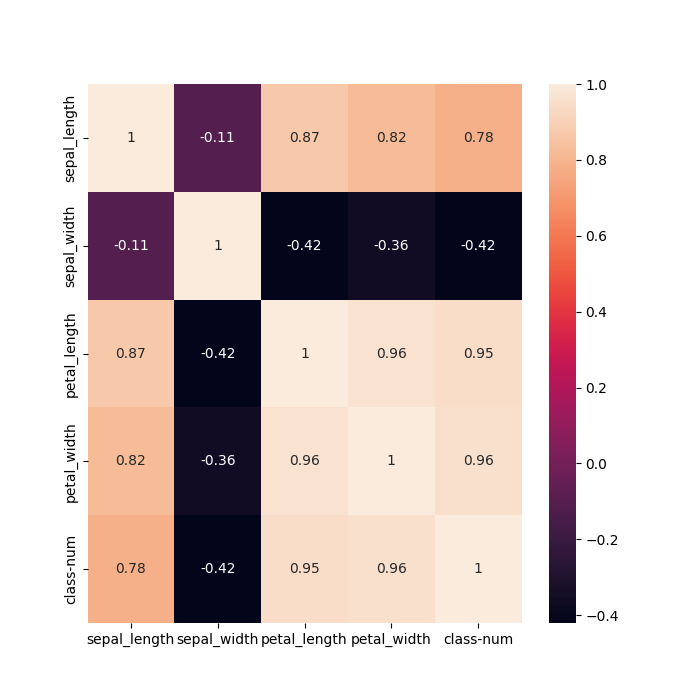 sepal_length 1 -0.11 0.87 0.82 0.78
sepal_width -0.11 1 -0.42 -0.36 -0.42
petal_length 0.87 -0.42 1 0.96 0.95
petal_width 0.82 -0.36 0.96 1 0.96
class-num 0.78 -0.42 0.95 0.96 1
sepal_length sepal_width petal_length petal_width class-num
1.0
0.8
0.6
0.4
0.2
0.0
−0.2
−0.4